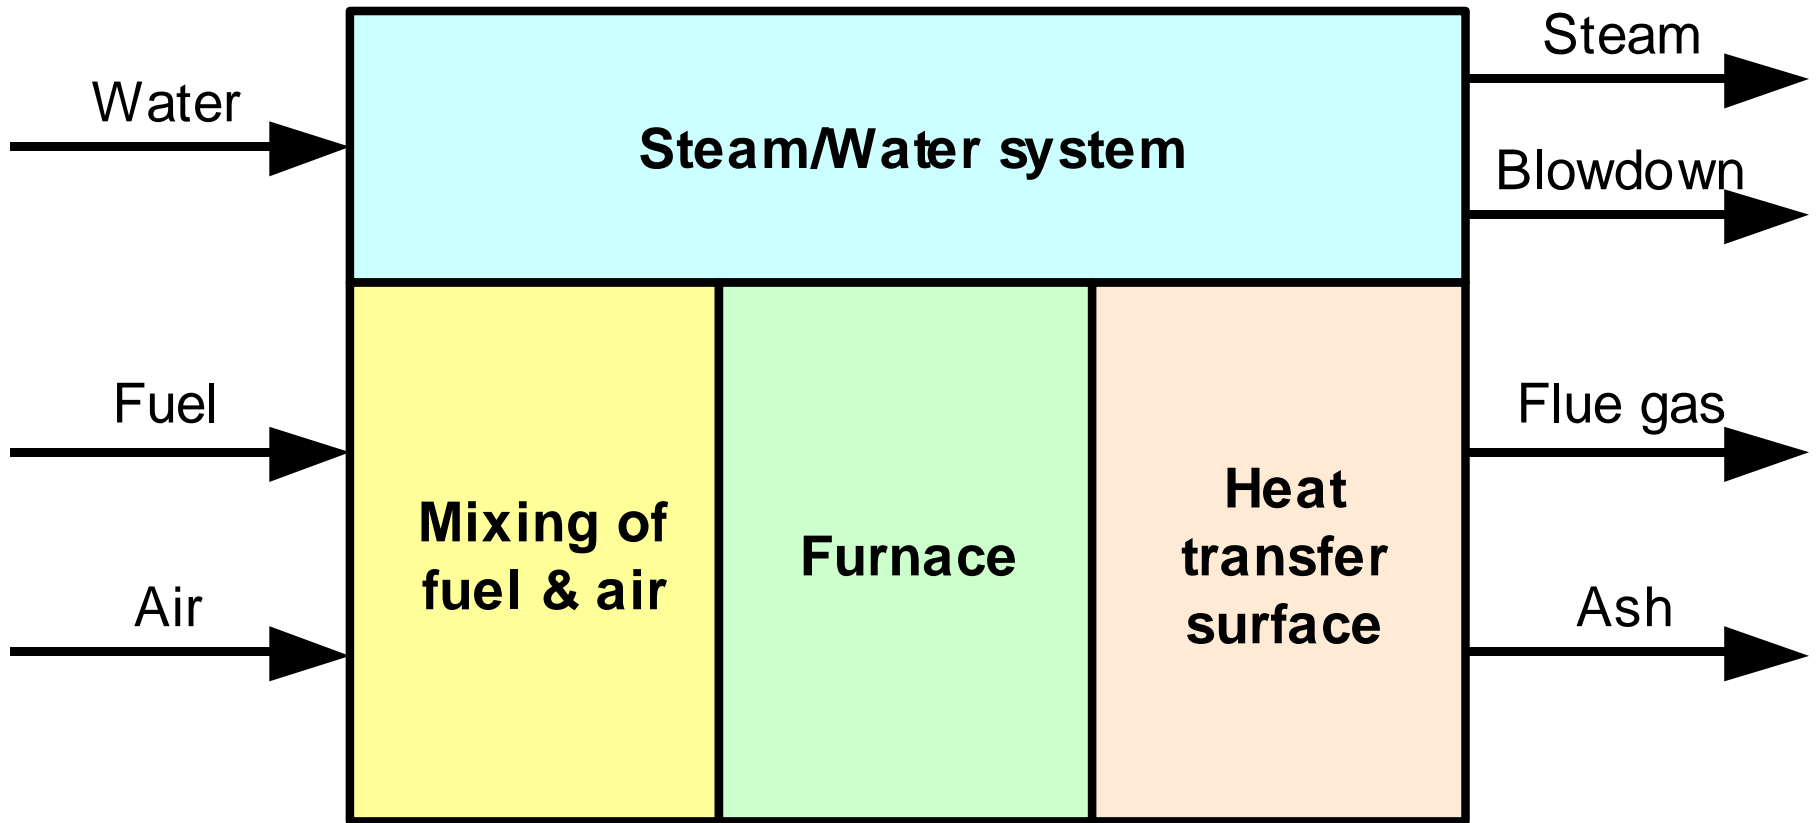 Water
Fuel
Air
Steam/Water system
Mixing of
fuel & air
Furnace
Heat
transfer
surface
Steam
Blowdown
Flue gas
Ash